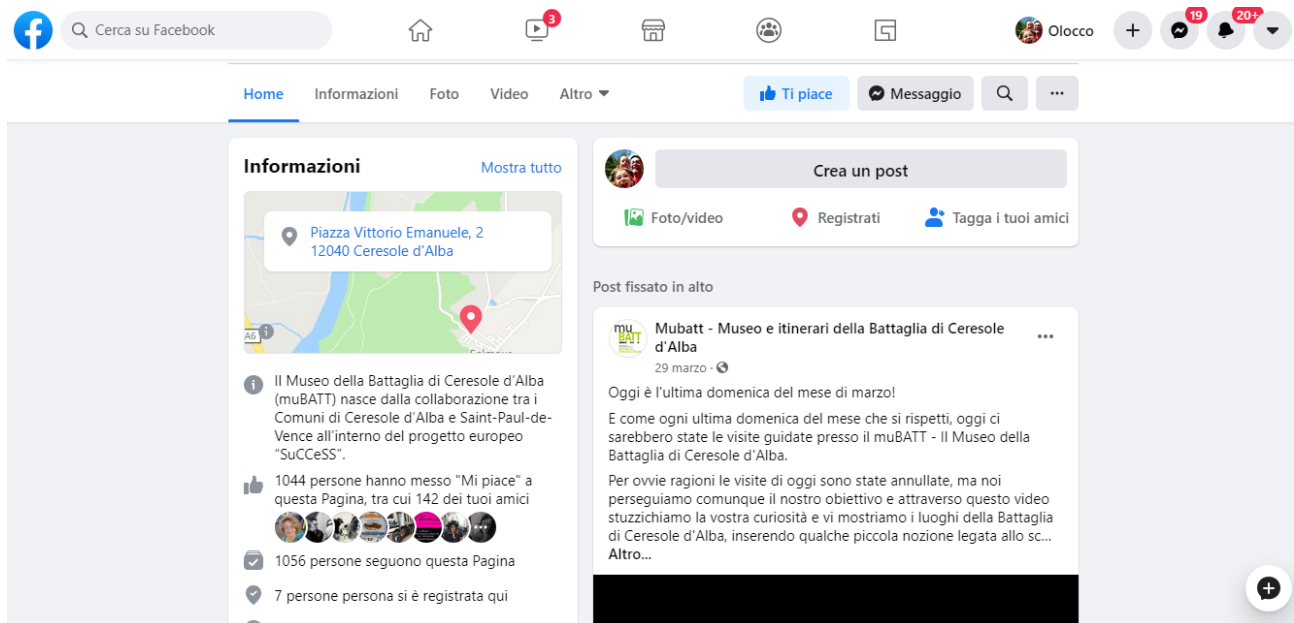 Cerca su Facebook
3
Olocco
19
20+
Home
Informazioni
Foto
Video
Altro
Ti piace
Messaggio
Informazioni
Mostra tutto
Piazza Vittorio Emanuele, 2
12040 Ceresole d'Alba
A6
Il Museo della Battaglia di Ceresole d'Alba
(muBATT) nasce dalla collaborazione tra i
Comuni di Ceresole d'Alba e Saint-Paul-de-
Vence all'interno del progetto europeo
“SuCCeSS”.
1044 persone hanno messo "Mi piace" a
questa Pagina, tra cui 142 dei tuoi amici
1056 persone seguono questa Pagina
7 persone persona si è registrata qui
Crea un post
Foto/video
Registrati
Tagga i tuoi amici
Post fissato in alto
mu
BATT
Mubatt - Museo e itinerari della Battaglia di Ceresole
d'Alba
29 marzo ·
Oggi è l'ultima domenica del mese di marzo!
E come ogni ultima domenica del mese che si rispetti, oggi ci
sarebbero state le visite guidate presso il muBATT - Il Museo della
Battaglia di Ceresole d'Alba.
Per ovvie ragioni le visite di oggi sono state annullate, ma noi
perseguiamo comunque il nostro obiettivo e attraverso questo video
stuzzichiamo la vostra curiosità e vi mostriamo i luoghi della Battaglia
di Ceresole d'Alba, inserendo qualche piccola nozione legata allo sc...
Altro...